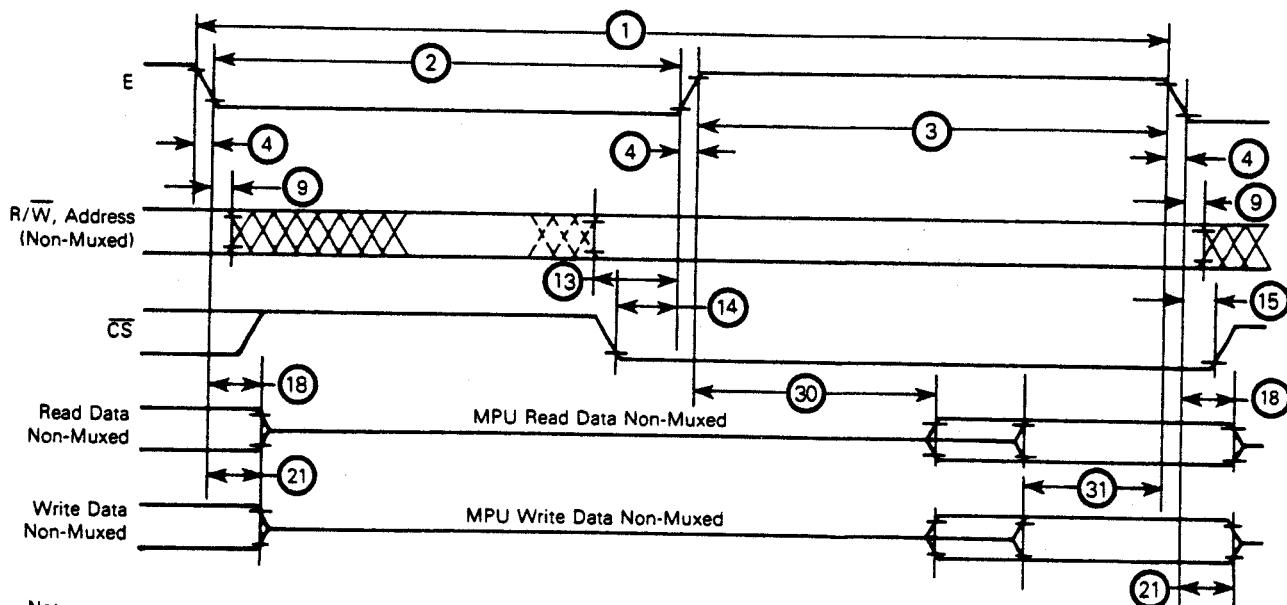 1
2
E
3
4
4
4
9
9
R/W̅, Address
(Non-Muxed)
13
14
15
C̅S̅
18
30
18
Read Data
Non-Muxed
MPU Read Data Non-Muxed
21
31
Write Data
Non-Muxed
MPU Write Data Non-Muxed
21